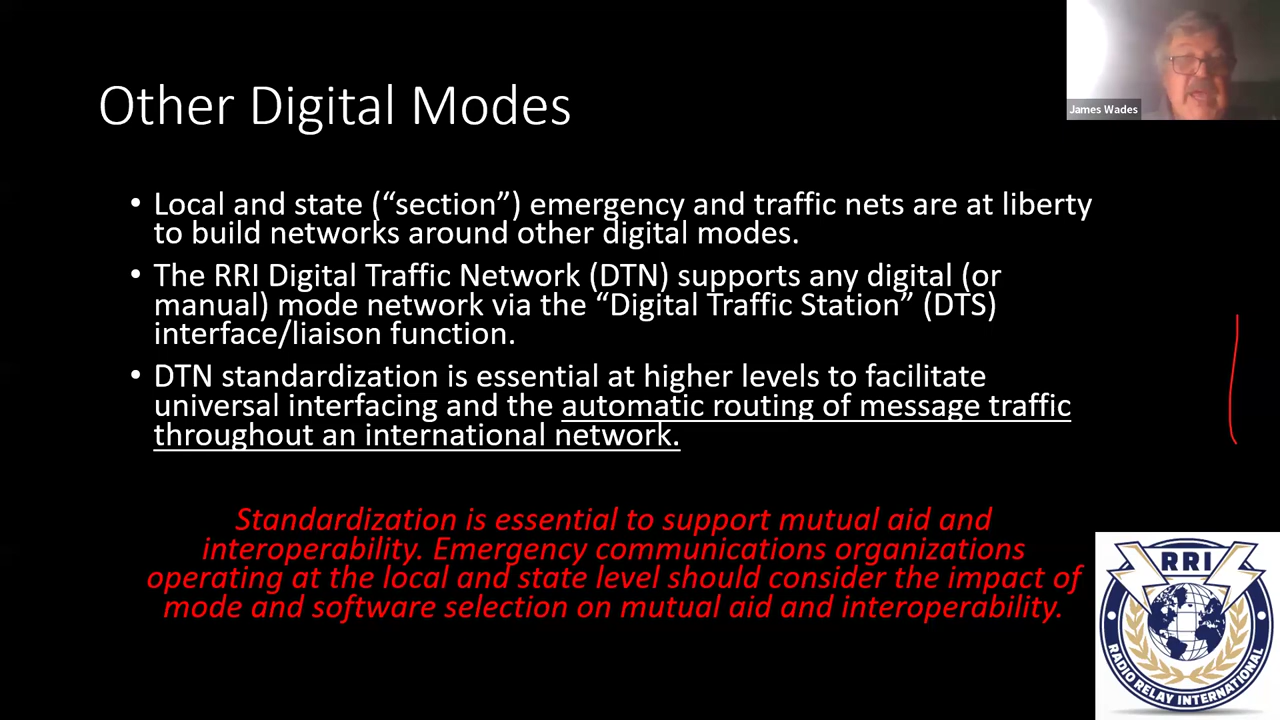 James Wades
Other Digital Modes
• Local and state (“section”) emergency and traffic nets are at liberty
to build networks around other digital modes.
• The RRI Digital Traffic Network (DTN) supports any digital (or
manual) mode network via the “Digital Traffic Station” (DTS)
interface/liaison function.
• DTN standardization is essential at higher levels to facilitate
universal interfacing and the automatic routing of message traffic
throughout an international network.
Standardization is essential to support mutual aid and
interoperability. Emergency communications organizations
operating at the local and state level should consider the impact of
mode and software selection on mutual aid and interoperability.
RRI
RADIO RELAY INTERNATIONAL